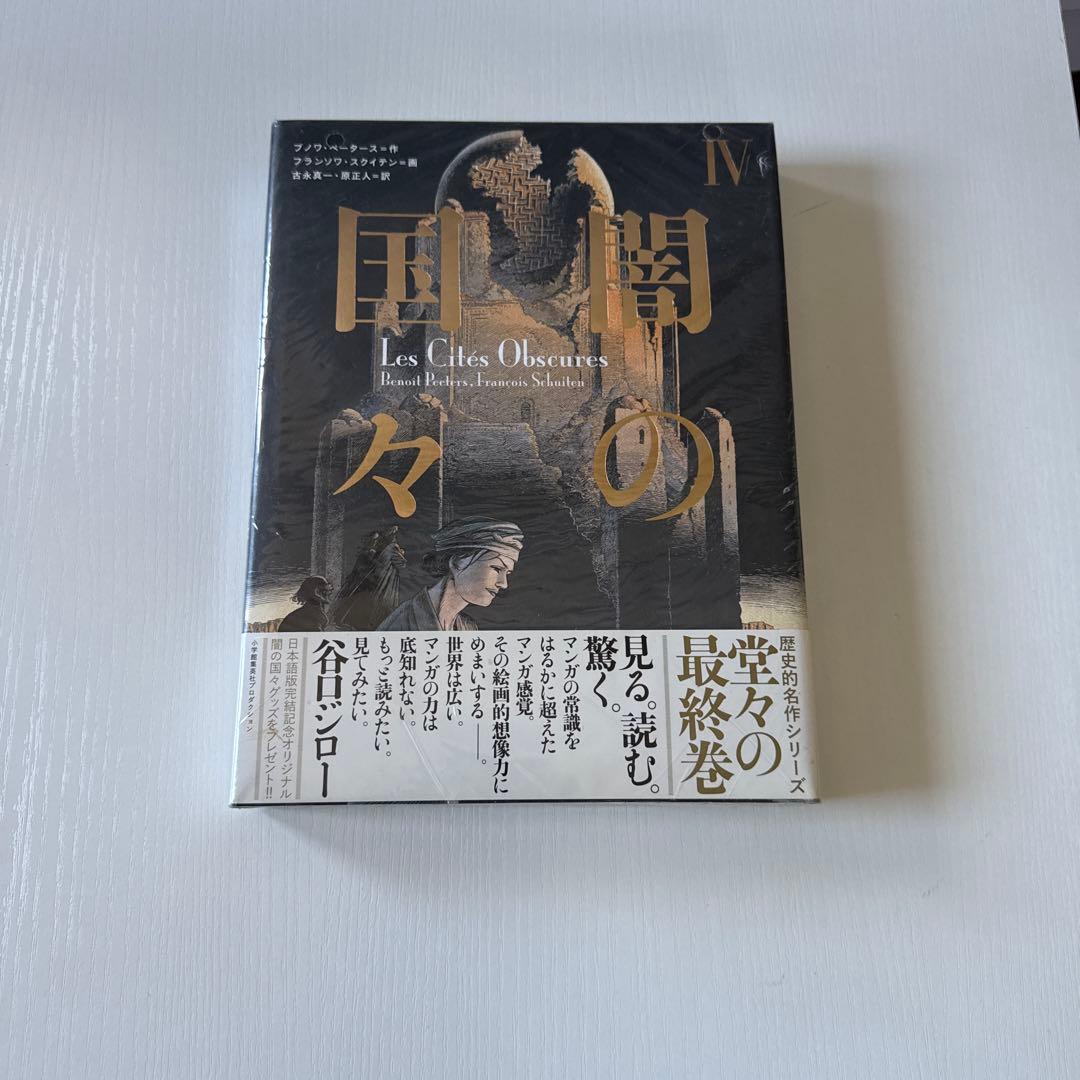 ブノワ・ペータース=作
フランソワ・スクイテン=画
古永真一・原正人=訳
IV
闇の
国々
Les Cités Obscures
Benoît Peeters, François Schuiten
歴史的名作シリーズ
堂々の
最終巻
見る。読む。
驚く。
マンガの常識を
はるかに超えた
マンガ感覚。
その絵画的想像力に
めまいする――。
世界は広い
マンガの力は
底知れない。
もっと読みたい。
見てみたい。
谷口ジロー
日本語版完結記念オリジナル
闇の国々グッズをプレゼント!!
小学館集英社プロダクション